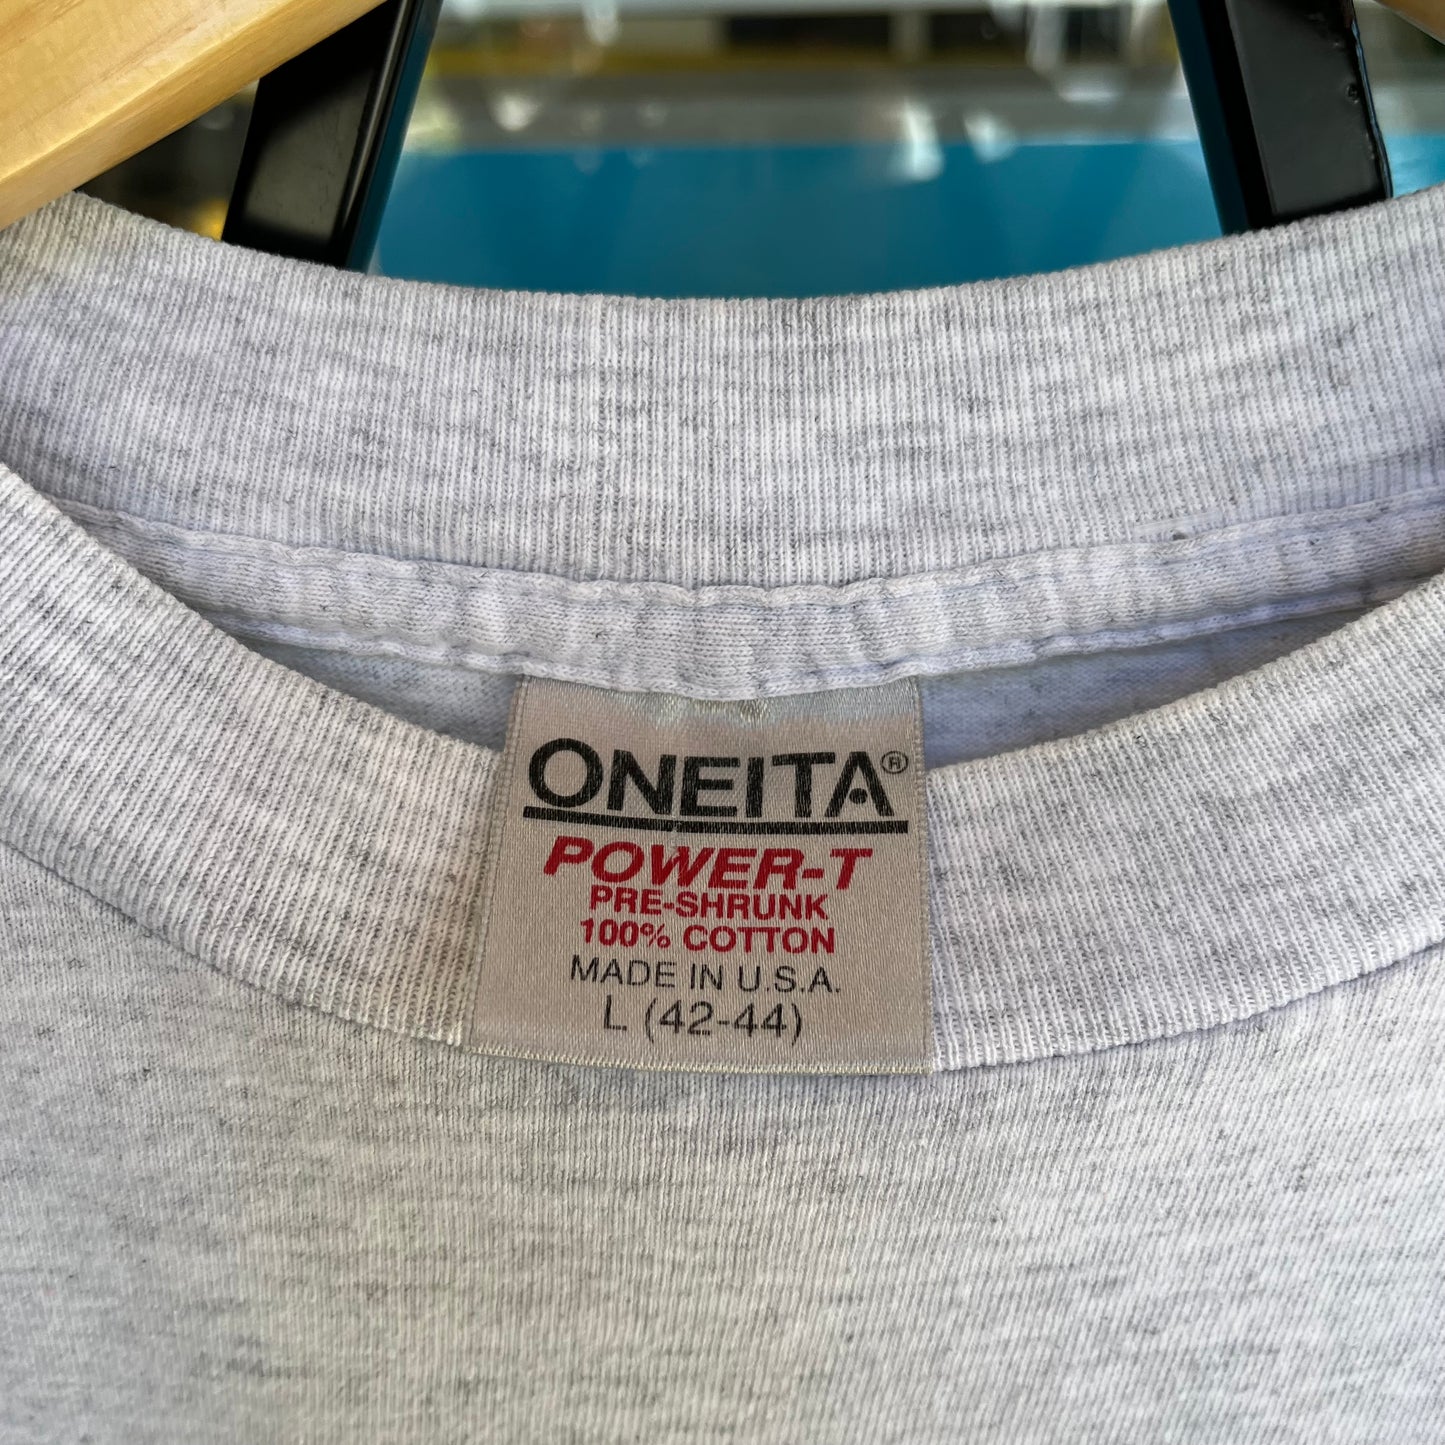 ONEITA®
POWER-T
PRE-SHRUNK
100% COTTON
MADE IN U.S.A.
L (42-44)